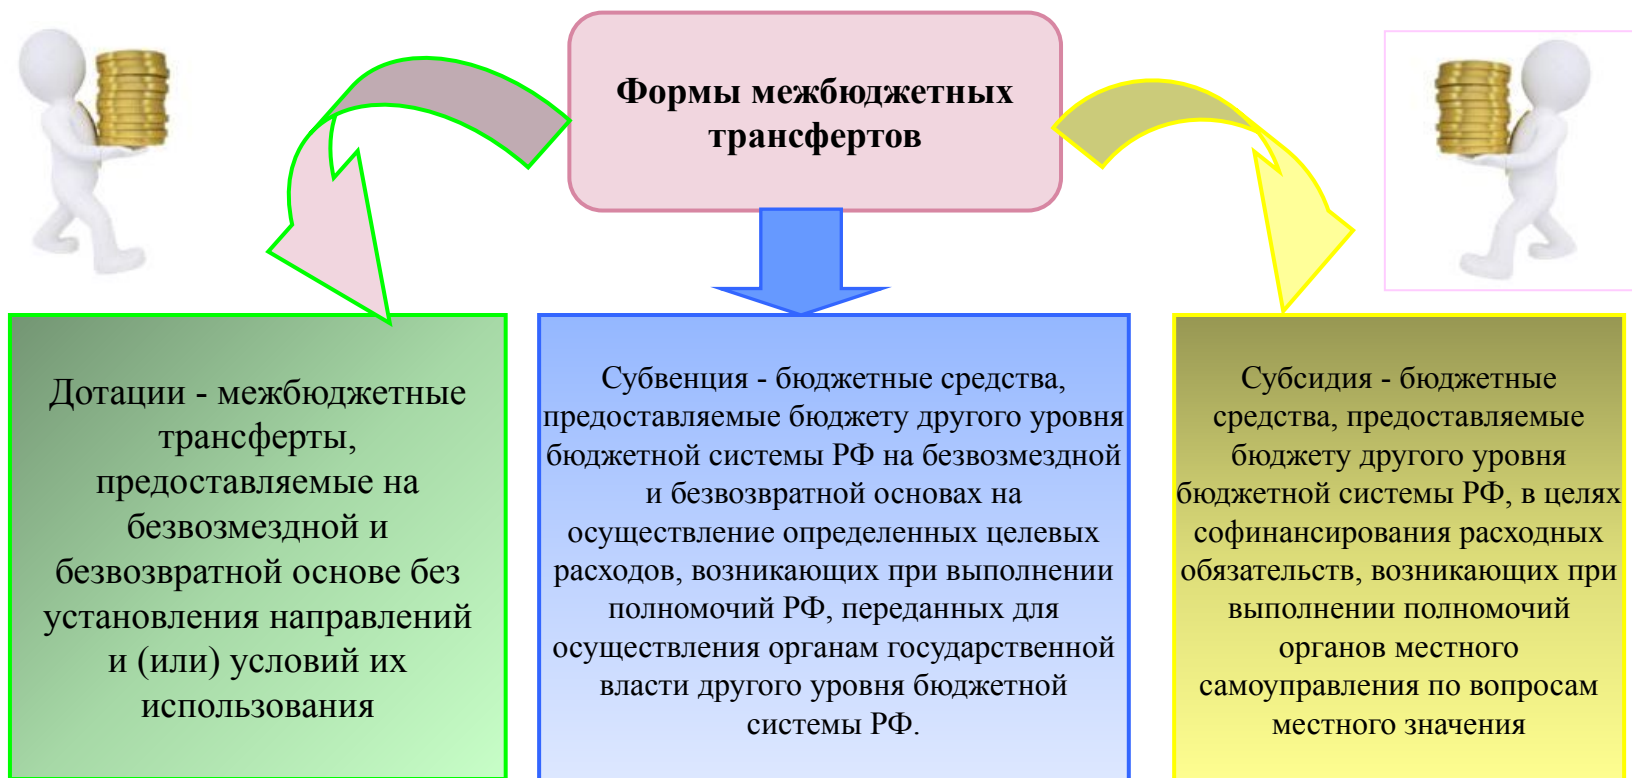 Формы межбюджетных
трансфертов
Дотации - межбюджетные
трансферты,
предоставляемые на
безвозмездной и
безвозвратной основе без
установления направлений
и (или) условий их
использования
Субвенция - бюджетные средства,
предоставляемые бюджету другого уровня
бюджетной системы РФ на безвозмездной
и безвозвратной основах на
осуществление определенных целевых
расходов, возникающих при выполнении
полномочий РФ, переданных для
осуществления органам государственной
власти другого уровня бюджетной
системы РФ.
Субсидия - бюджетные
средства, предоставляемые
бюджету другого уровня
бюджетной системы РФ, в целях
софинансирования расходных
обязательств, возникающих при
выполнении полномочий
органов местного
самоуправления по вопросам
местного значения